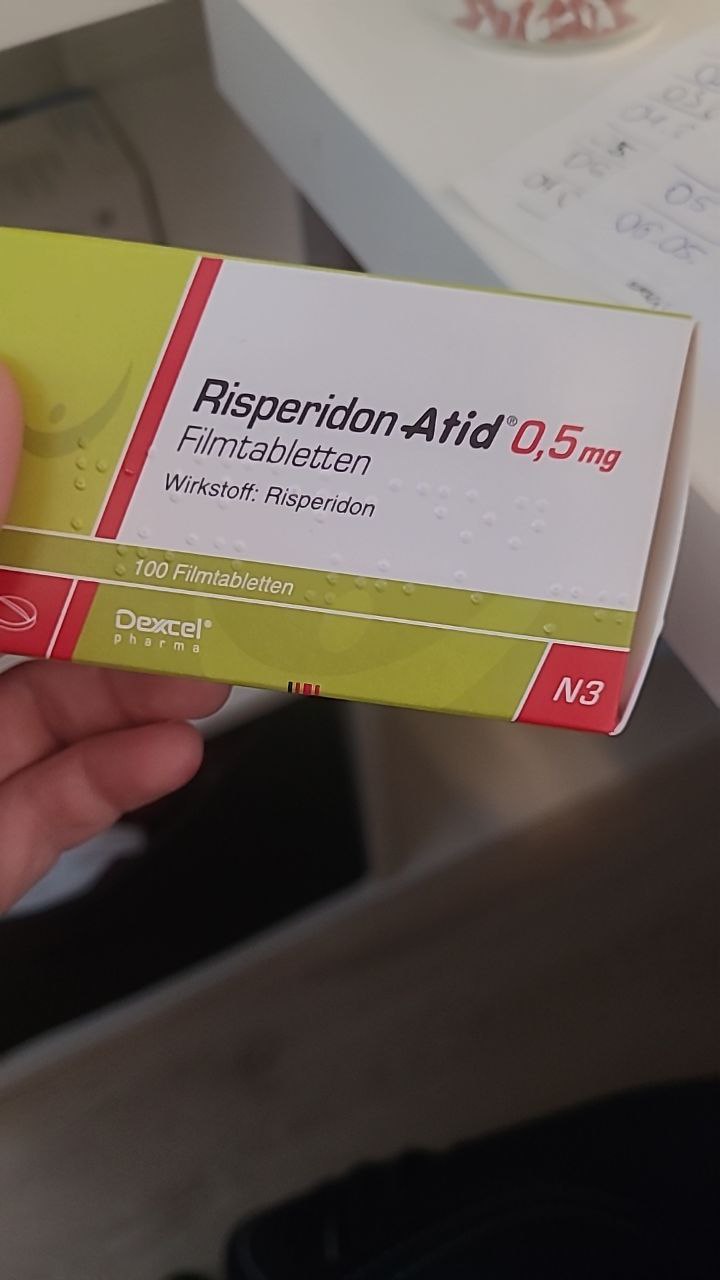 Risperidon-Atid® 0,5 mg
Filmtabletten
Wirkstoff: Risperidon
100 Filmtabletten
Dexcel®
pharma
N3